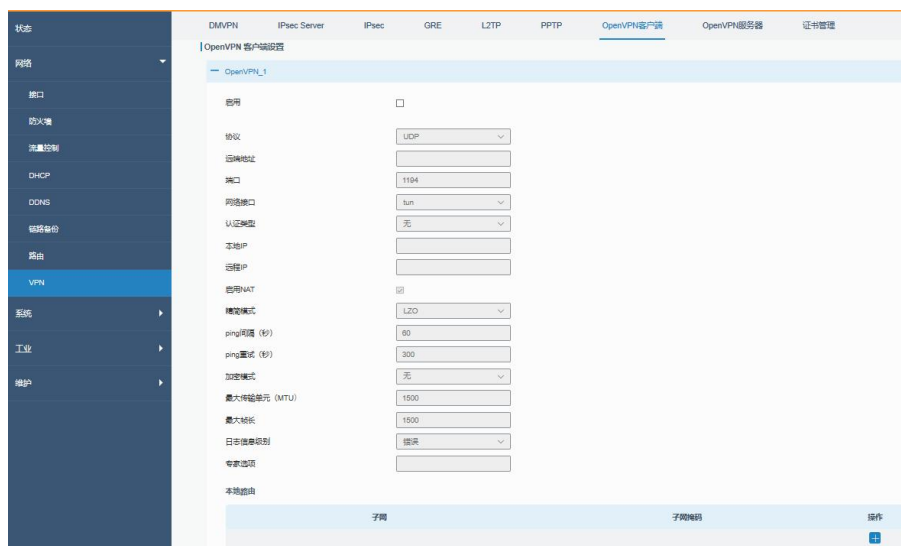 状态
网络
接口
防火墙
流量控制
DHCP
DDNS
链路备份
路由
VPN
系统
工业
维护
DMVPN IPsec Server IPsec GRE L2TP PPTP OpenVPN客户端 OpenVPN服务器 证书管理
OpenVPN 客户端设置
OpenVPN_1
启用
协议 UDP
远端地址
端口 1194
网络接口 tun
认证类型 无
本地IP
远程IP
启用NAT
精简模式 LZO
ping间隔（秒） 60
ping重试（秒） 300
加密模式 无
最大传输单元（MTU） 1500
最大帧长 1500
日志信息级别 错误
专家选项
本地路由
子网 子网掩码 操作